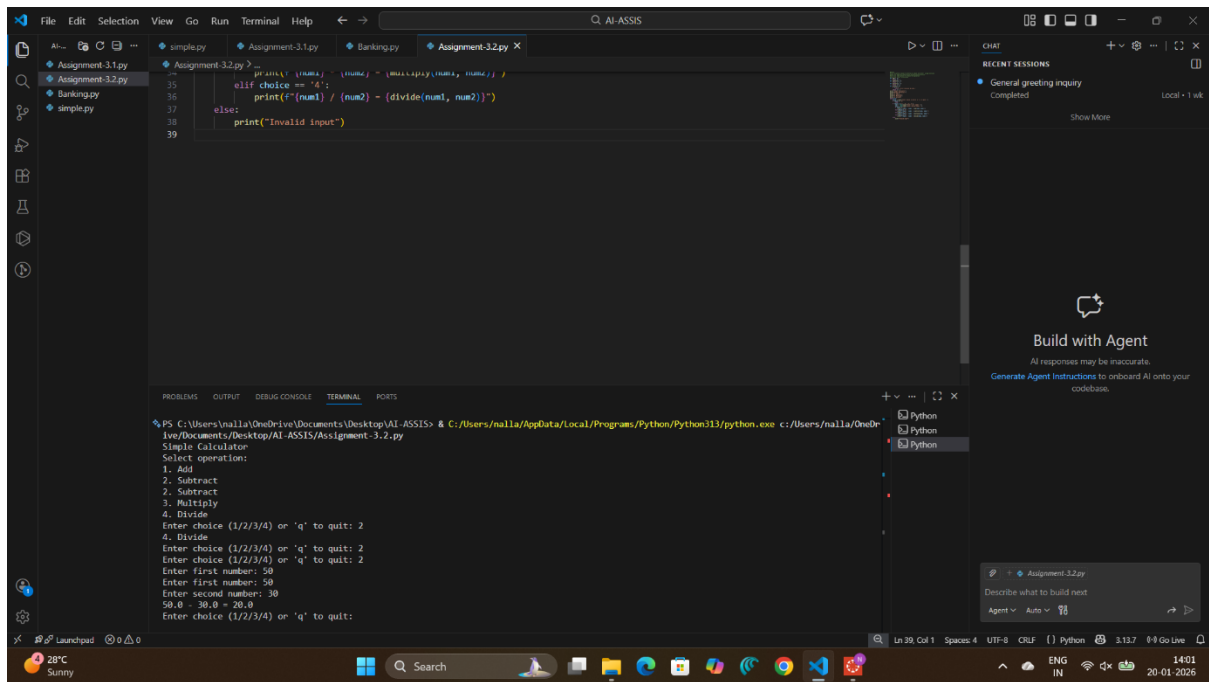 File Edit Selection View Go Run Terminal Help
AI-ASSIS
AI-...
Assignment-3.1.py
Assignment-3.2.py
Banking.py
simple.py
simple.py Assignment-3.1.py Banking.py Assignment-3.2.py
Assignment-3.2.py > ...
34 print(f"{num1} * {num2} = {multiply(num1, num2)}")
35 elif choice == '4':
36 print(f"{num1} / {num2} = {divide(num1, num2)}")
37 else:
38 print("Invalid input")
39
PROBLEMS OUTPUT DEBUG CONSOLE TERMINAL PORTS
PS C:\Users\nalla\OneDrive\Documents\Desktop\AI-ASSIS> & C:/Users/nalla/AppData/Local/Programs/Python/Python313/python.exe c:/Users/nalla/OneDr
ive/Documents/Desktop/AI-ASSIS/Assignment-3.2.py
Simple Calculator
Select operation:
1. Add
2. Subtract
2. Subtract
3. Multiply
4. Divide
Enter choice (1/2/3/4) or 'q' to quit: 2
4. Divide
Enter choice (1/2/3/4) or 'q' to quit: 2
Enter choice (1/2/3/4) or 'q' to quit: 2
Enter first number: 50
Enter first number: 50
Enter second number: 30
50.0 - 30.0 = 20.0
Enter choice (1/2/3/4) or 'q' to quit:
Python
Python
Python
CHAT
RECENT SESSIONS
General greeting inquiry
Completed Local • 1 wk
Show More
Build with Agent
AI responses may be inaccurate.
Generate Agent Instructions to onboard AI onto your
codebase.
Assignment-3.2.py
Describe what to build next
Agent Auto
Launchpad 0 0
Ln 39, Col 1 Spaces: 4 UTF-8 CRLF {} Python 3.13.7 Go Live
4
28°C
Sunny
Search
ENG
IN
14:01
20-01-2026